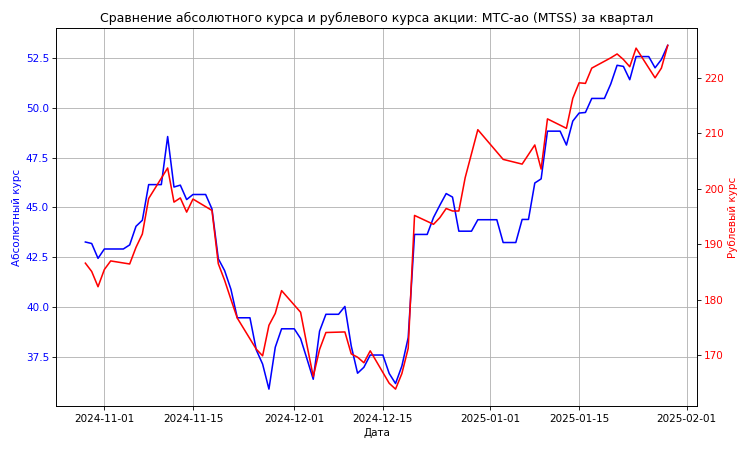 Сравнение абсолютного курса и рублевого курса акции: МТС-ао (MTSS) за квартал
52.5
50.0
47.5
45.0
42.5
40.0
37.5
Абсолютный курс
220
210
200
190
180
170
Рублевый курс
2024-11-01 2024-11-15 2024-12-01 2024-12-15 2025-01-01 2025-01-15 2025-02-01
Дата